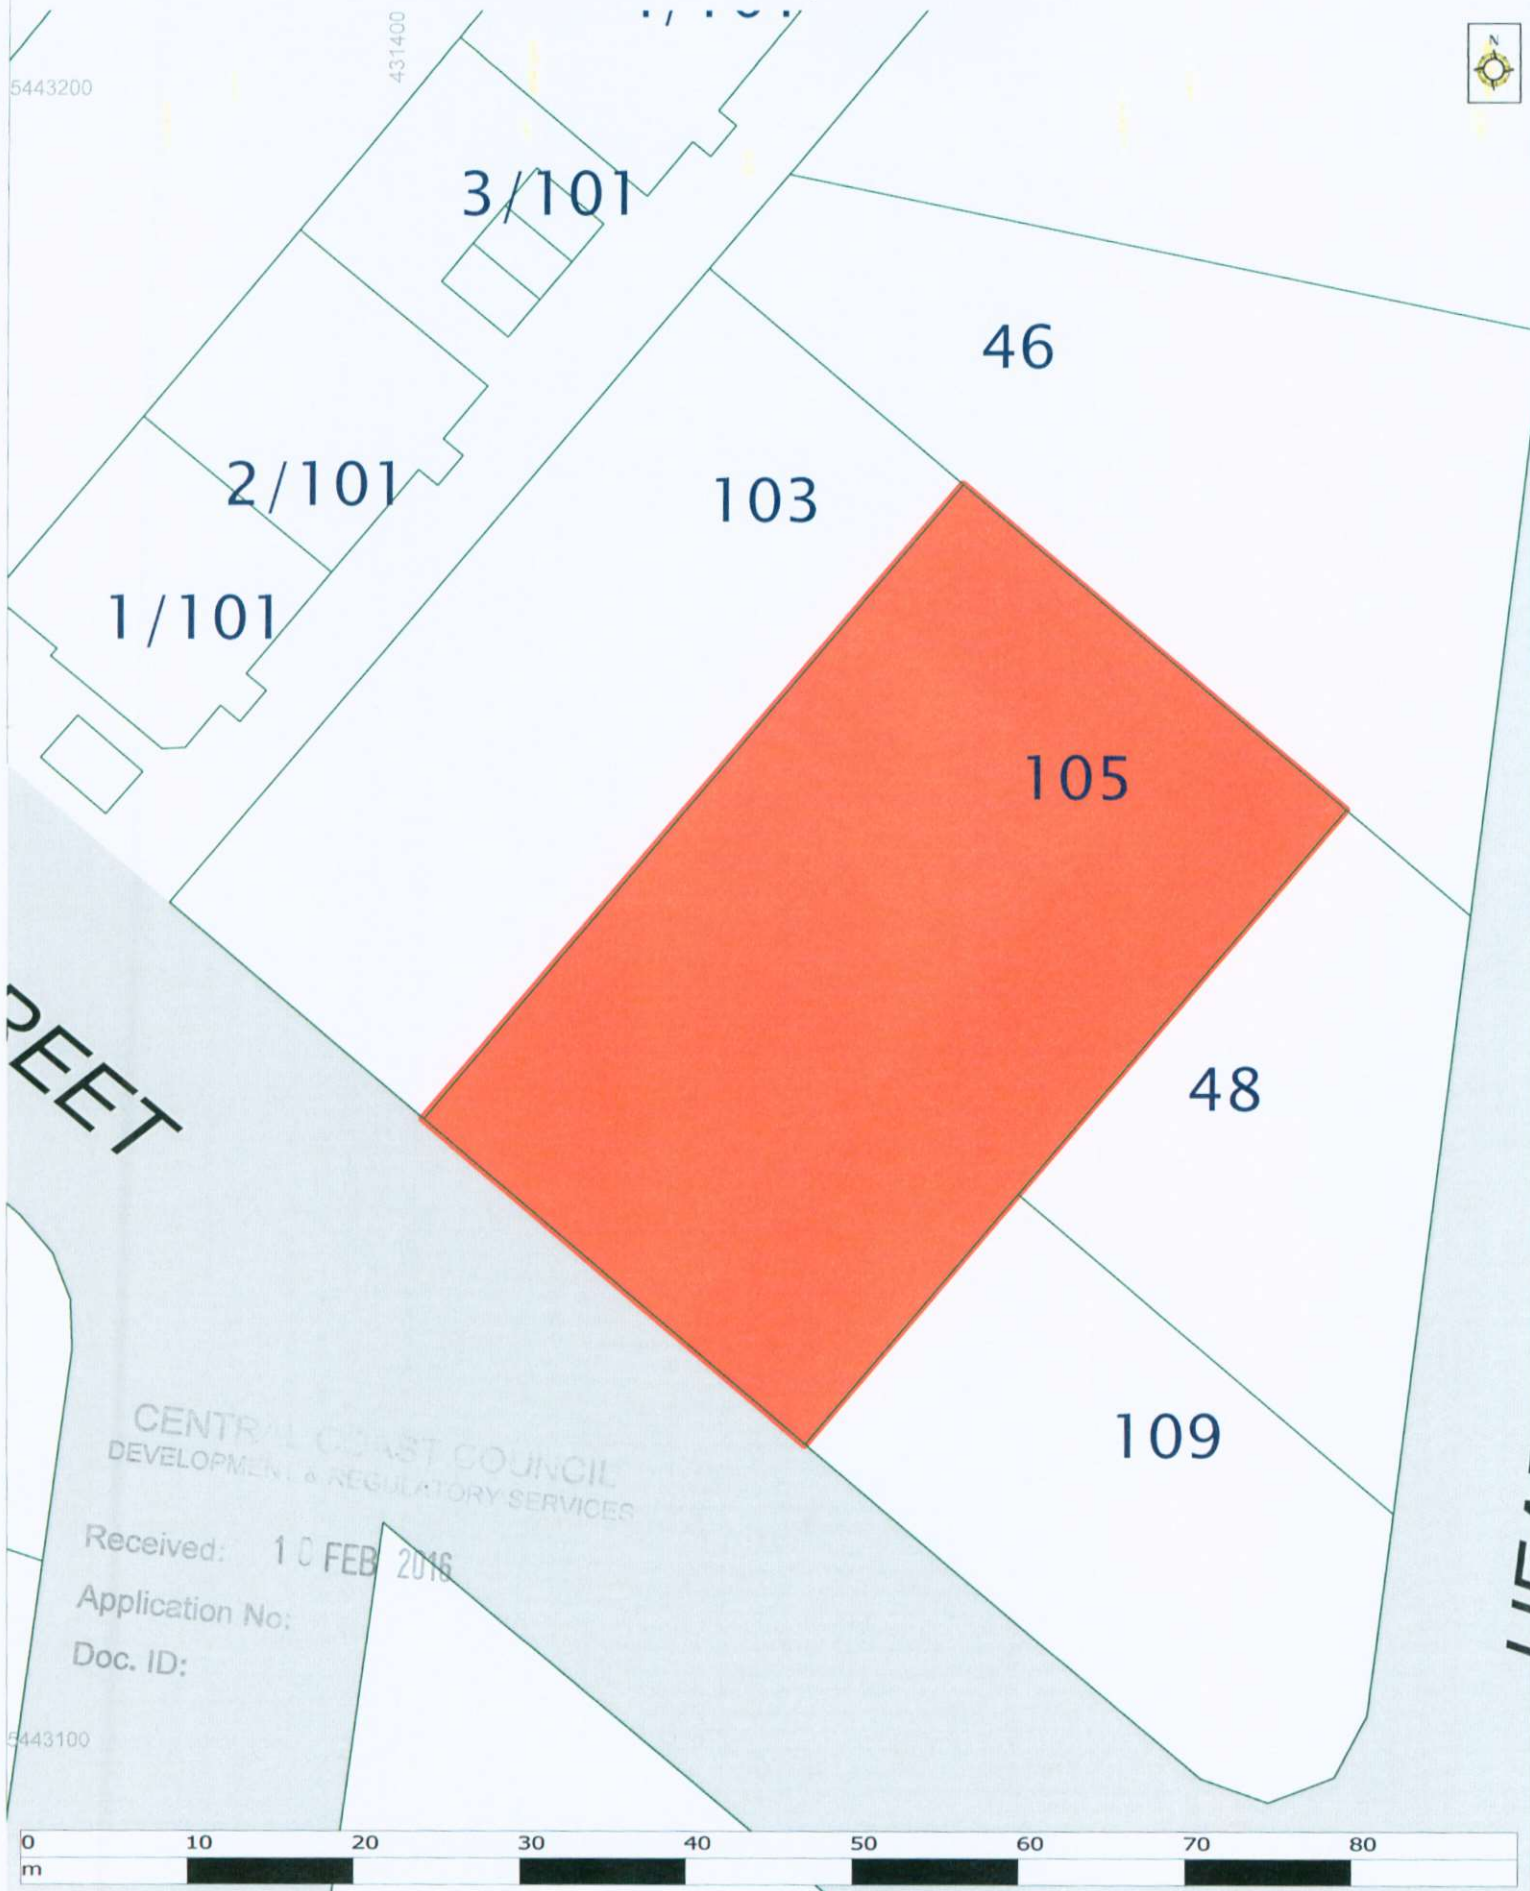 431400
5443200
N
3/101
46
2/101
103
1/101
105
48
REET
109
CENTRAL COAST COUNCIL
DEVELOPMENT & REGULATORY SERVICES
Received: 10 FEB 2016
Application No:
Doc. ID:
5443100
0 10 20 30 40 50 60 70 80
m